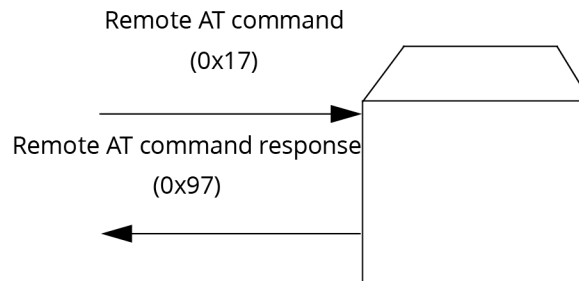 Remote AT command
(0x17)
Remote AT command response
(0x97)